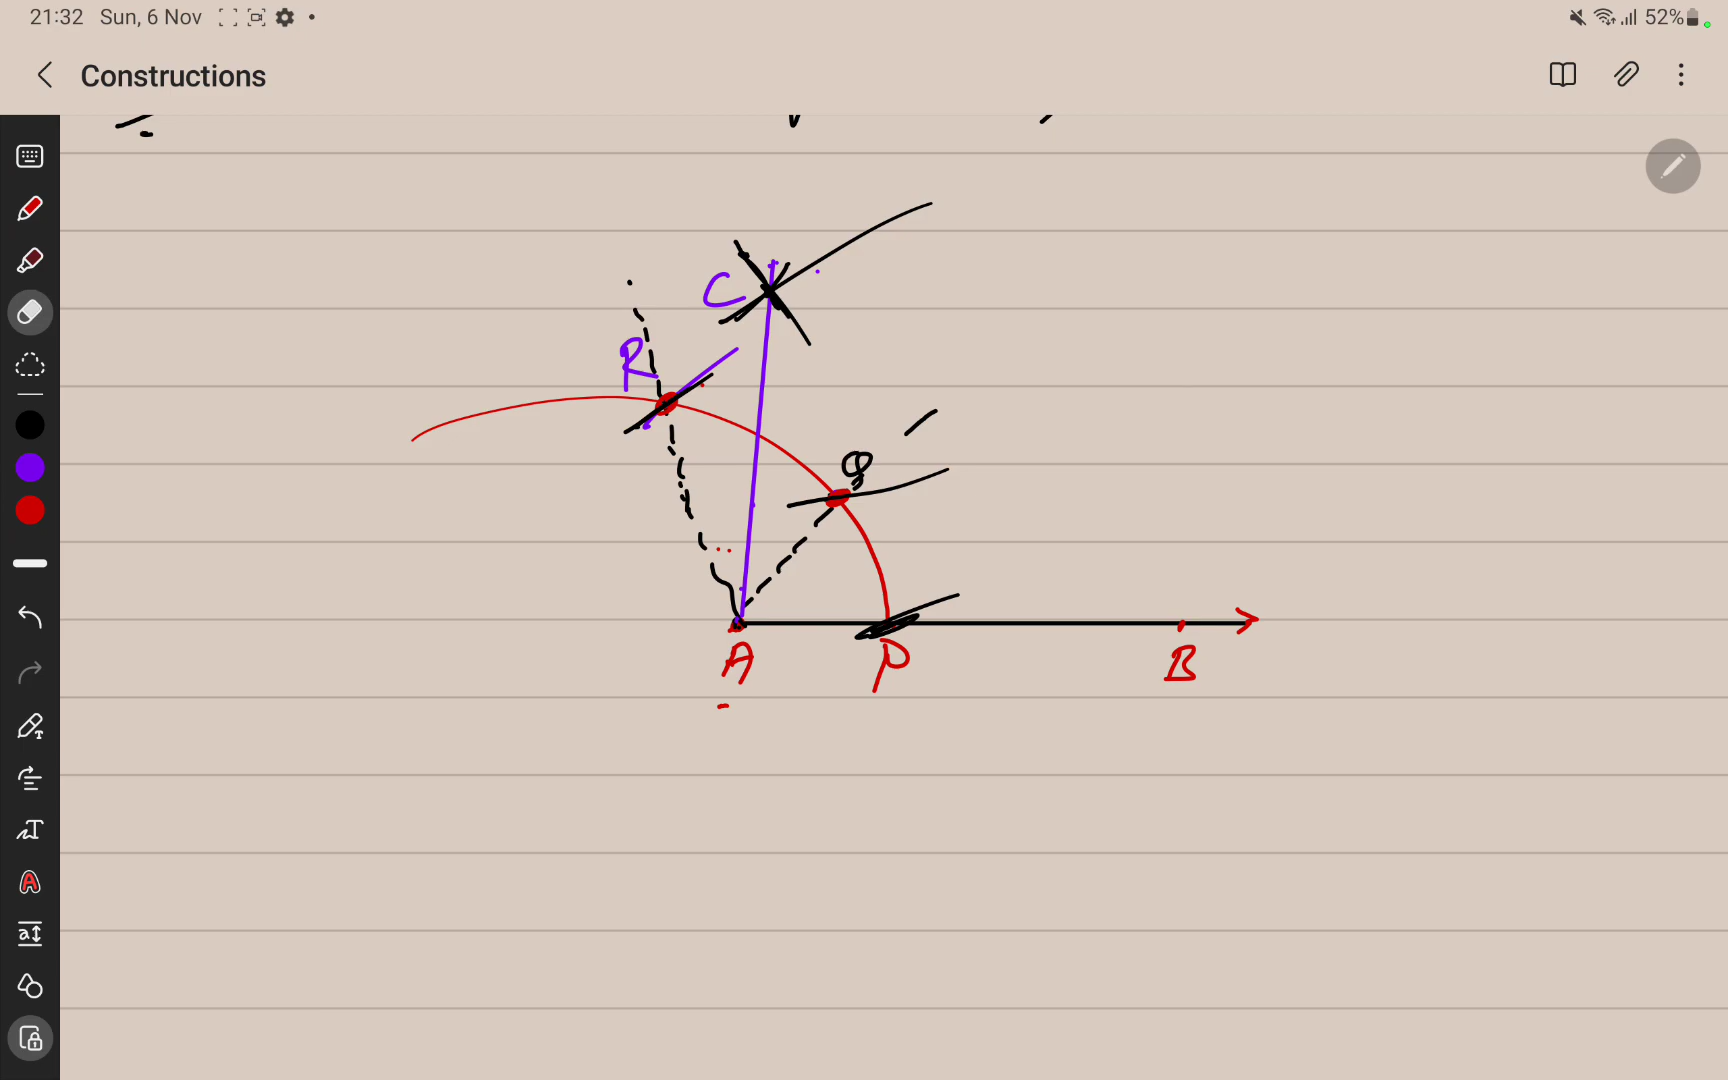 21:32 Sun, 6 Nov 52%
Constructions
C
R
Q
A P B
T
T
A
a